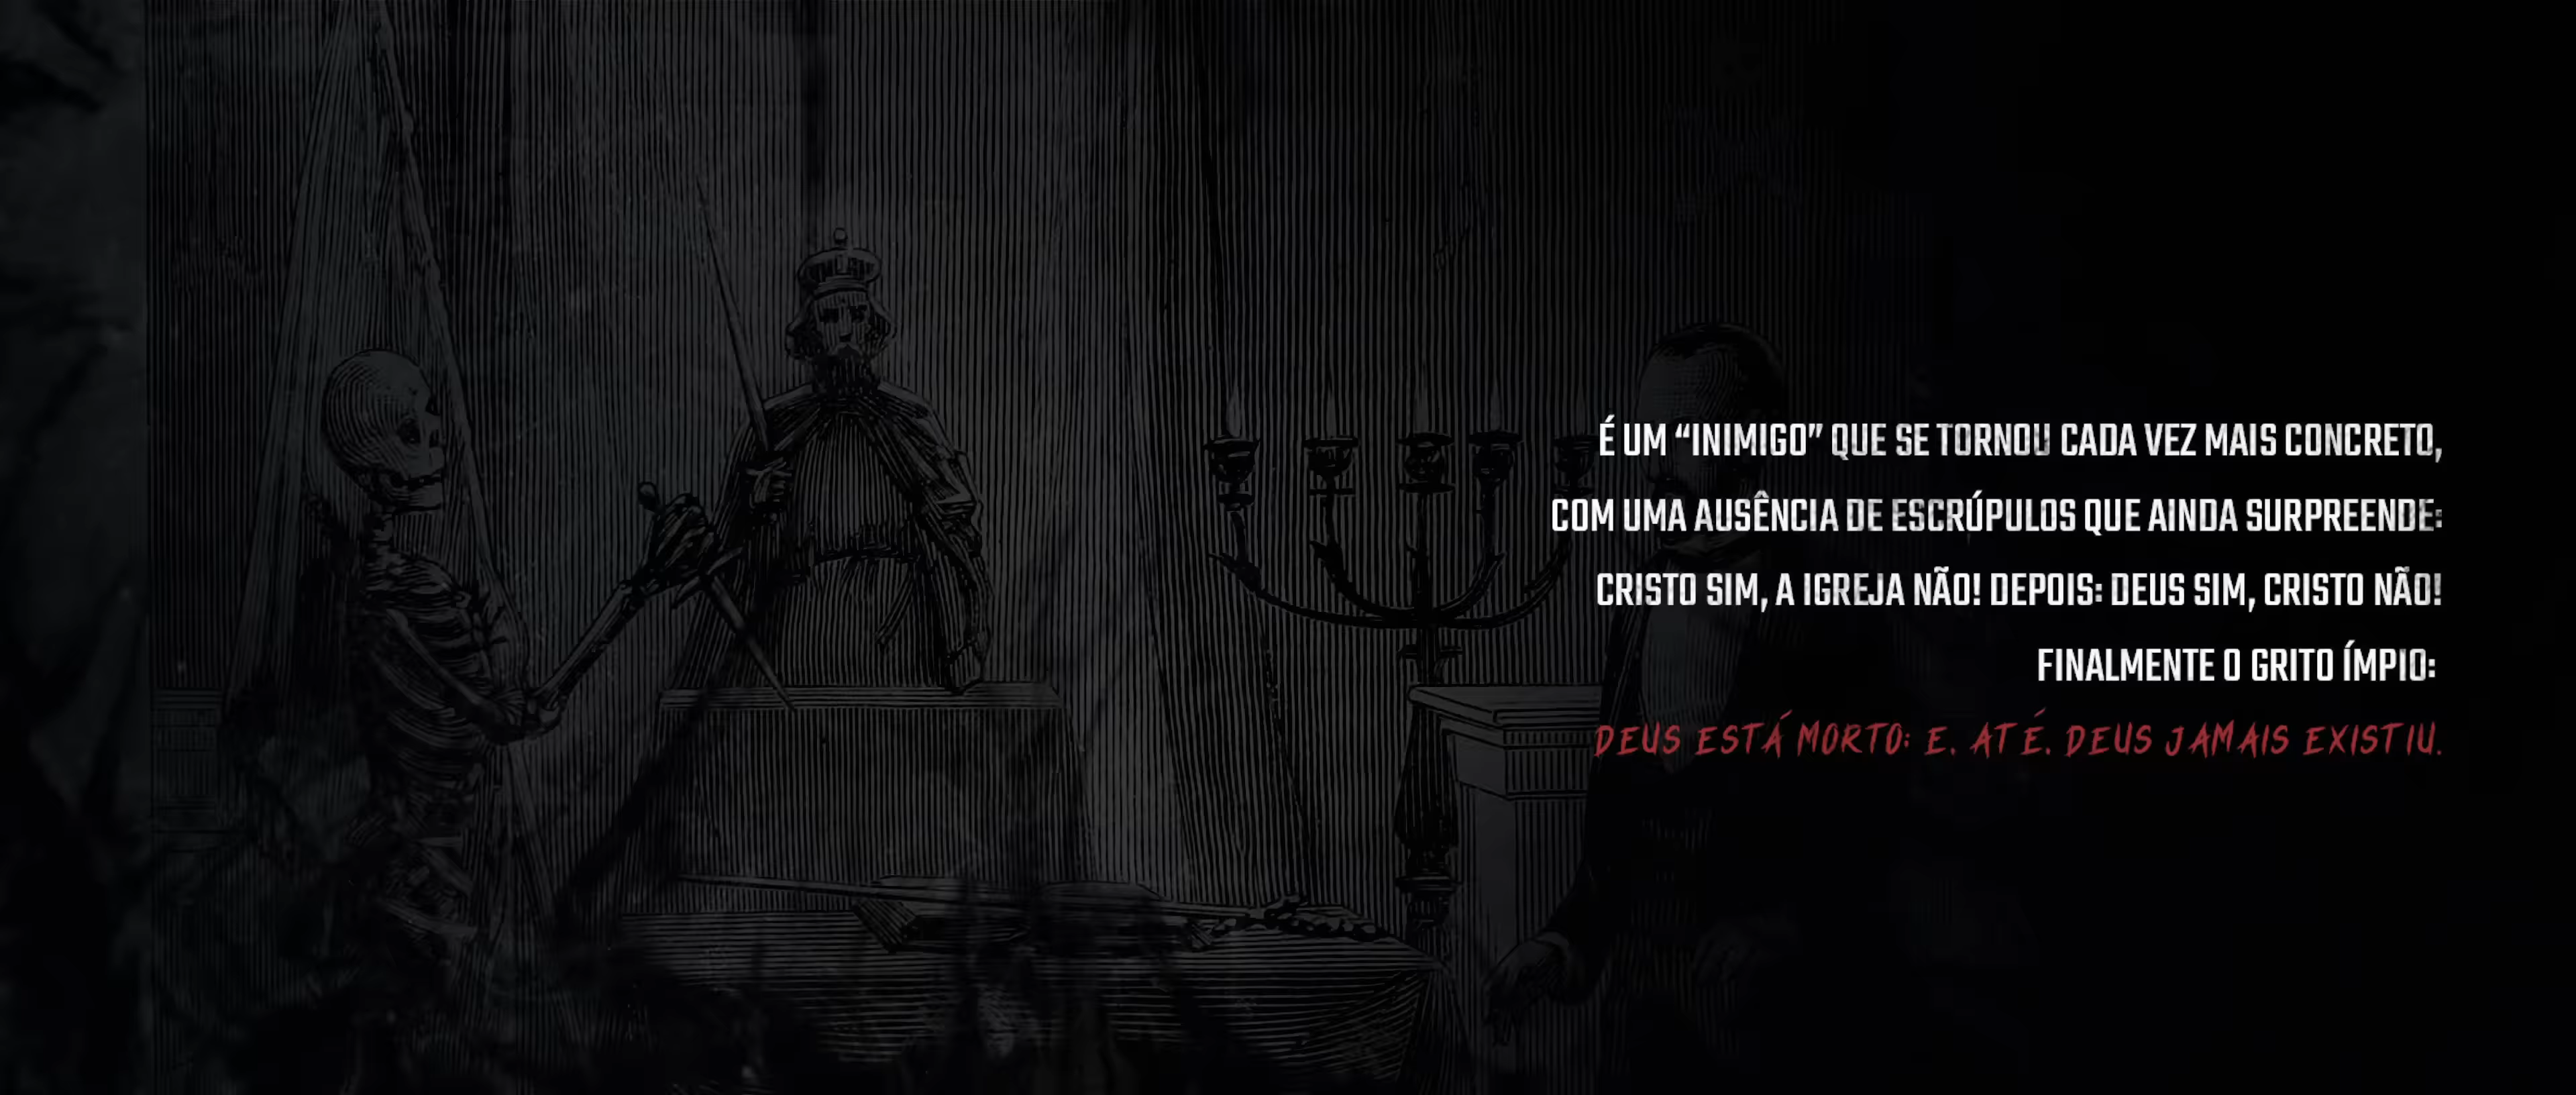 É UM “INIMIGO” QUE SE TORNOU CADA VEZ MAIS CONCRETO,
COM UMA AUSÊNCIA DE ESCRÚPULOS QUE AINDA SURPREENDE:
CRISTO SIM, A IGREJA NÃO! DEPOIS: DEUS SIM, CRISTO NÃO!
FINALMENTE O GRITO ÍMPIO:
DEUS ESTÁ MORTO: E. ATÉ. DEUS JAMAIS EXISTIU.